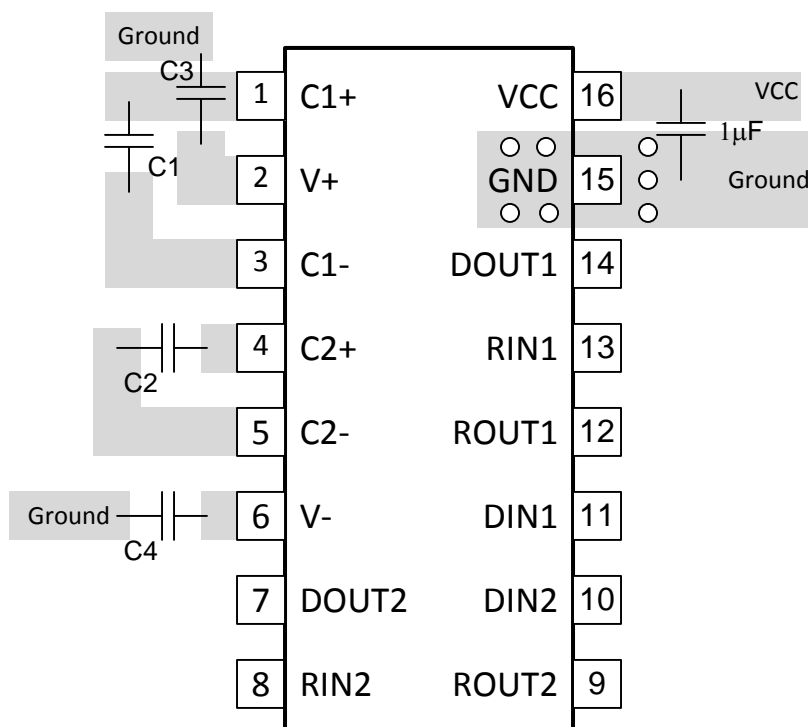 Ground
C3
1 C1+ VCC 16 VCC
C1
1μF
2 V+ GND 15 Ground
3 C1- DOUT1 14
4 C2+ RIN1 13
C2
5 C2- ROUT1 12
Ground 6 V- DIN1 11
C4
7 DOUT2 DIN2 10
8 RIN2 ROUT2 9